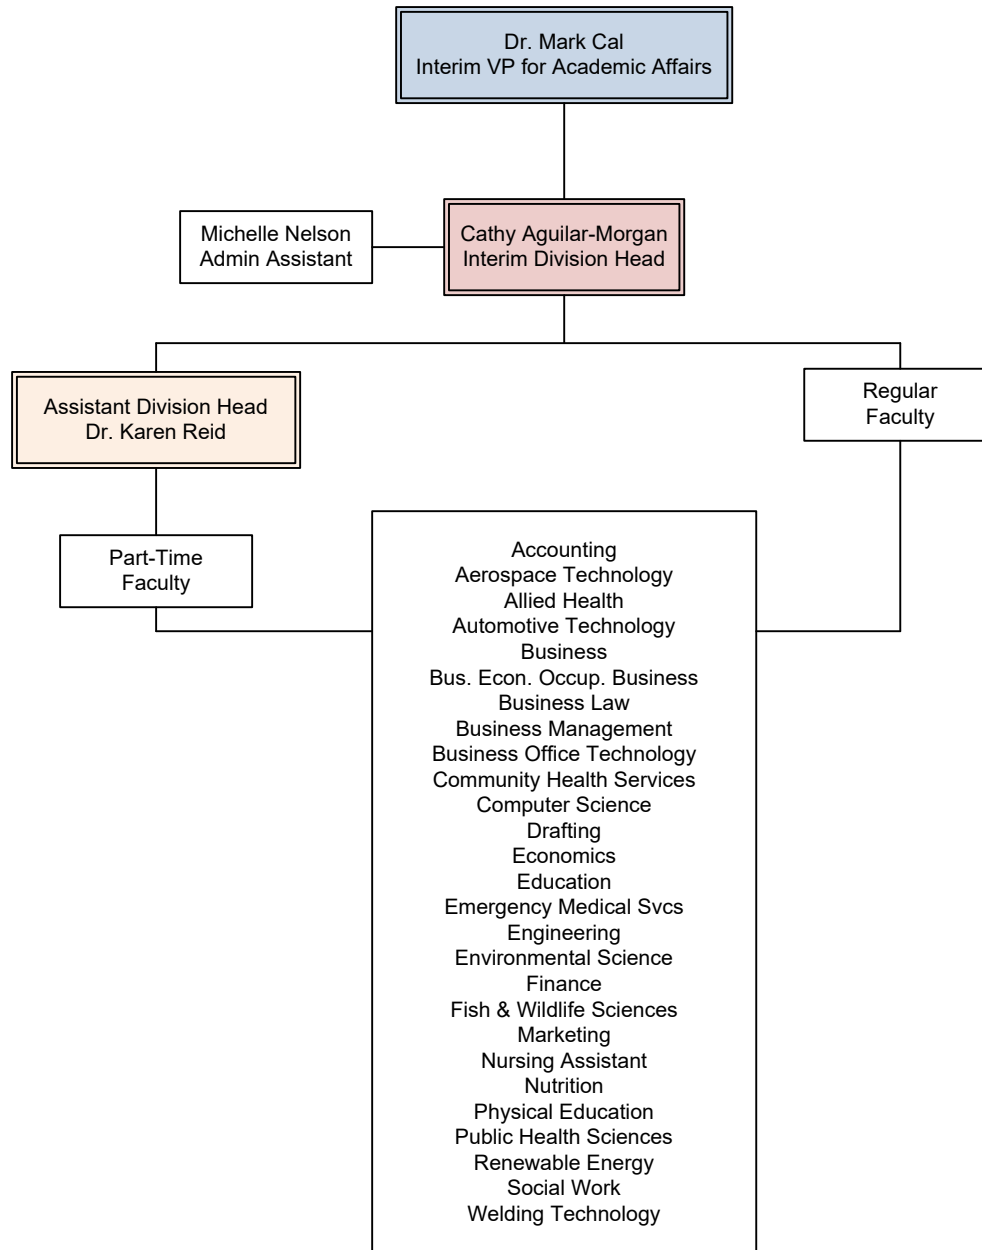 Dr. Mark Cal
Interim VP for Academic Affairs
Michelle Nelson
Admin Assistant
Cathy Aguilar-Morgan
Interim Division Head
Assistant Division Head
Dr. Karen Reid
Regular
Faculty
Part-Time
Faculty
Accounting
Aerospace Technology
Allied Health
Automotive Technology
Business
Bus. Econ. Occup. Business
Business Law
Business Management
Business Office Technology
Community Health Services
Computer Science
Drafting
Economics
Education
Emergency Medical Svcs
Engineering
Environmental Science
Finance
Fish & Wildlife Sciences
Marketing
Nursing Assistant
Nutrition
Physical Education
Public Health Sciences
Renewable Energy
Social Work
Welding Technology